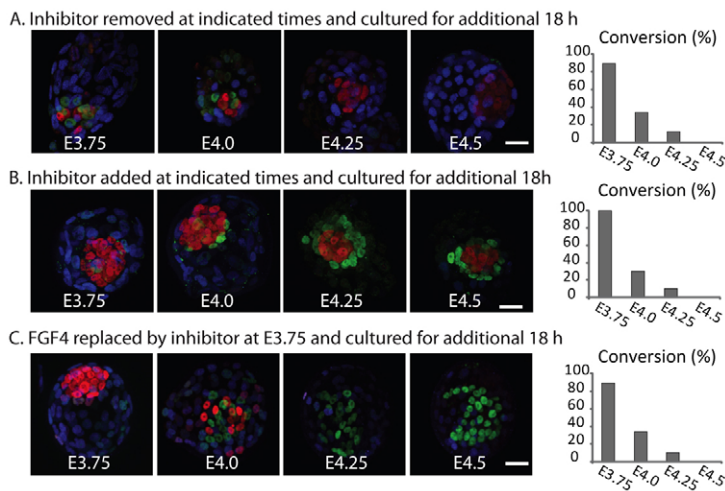 A. Inhibitor removed at indicated times and cultured for additional 18 h
E3.75 E4.0 E4.25 E4.5
Conversion (%)
100
80
60
40
20
0
E3.75 E4.0 E4.25 E4.5
B. Inhibitor added at indicated times and cultured for additional 18h
E3.75 E4.0 E4.25 E4.5
Conversion (%)
100
80
60
40
20
0
E3.75 E4.0 E4.25 E4.5
C. FGF4 replaced by inhibitor at E3.75 and cultured for additional 18 h
E3.75 E4.0 E4.25 E4.5
Conversion (%)
100
80
60
40
20
0
E3.75 E4.0 E4.25 E4.5